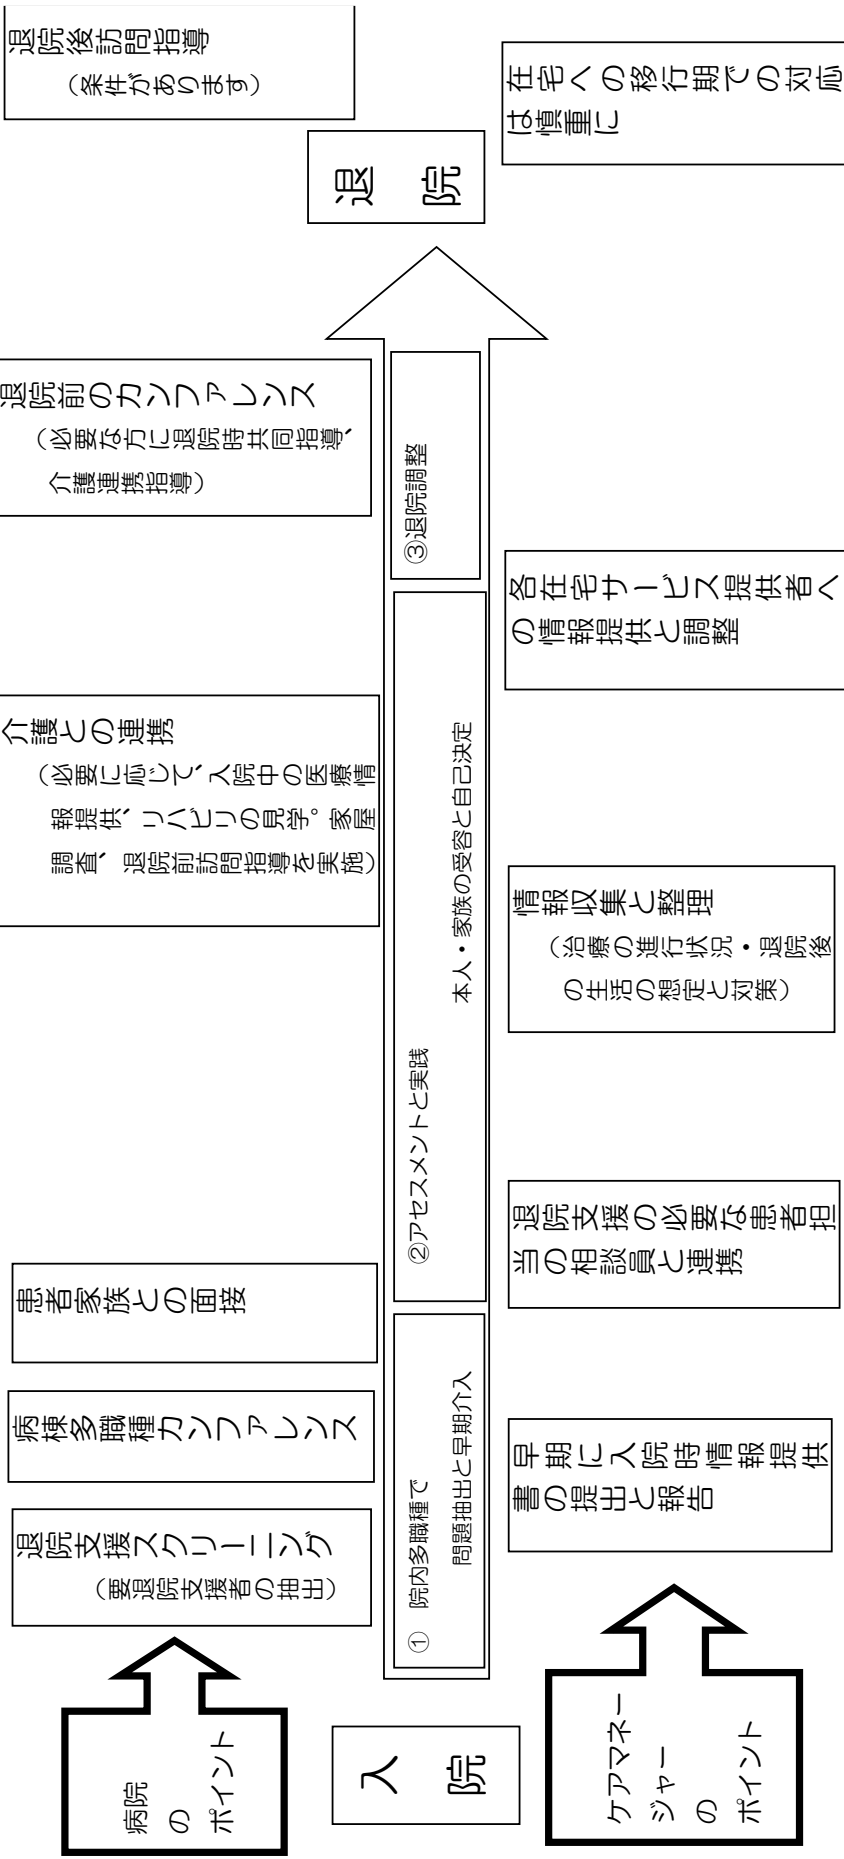 病院
の
ポイント
退院支援スクリーニング
(要退院支援者の抽出)
病棟多職種カンファレンス
患者家族との面接
介護との連携
(必要に応じて、入院中の医療情
報提供、リハビリの見学。家屋
調査、退院前訪問指導を実施)
退院前のカンファレンス
(必要な方に退院時共同指導、
介護連携指導)
退院後訪問指導
(条件があります)
入 院
① 院内多職種で
問題抽出と早期介入
②アセスメントと実践
本人・家族の受容と自己決定
③退院調整
退 院
ケアマネー
ジャー
の
ポイント
早期に入院時情報提供
書の提出と報告
退院支援の必要な患者担
当の相談員と連携
情報収集と整理
(治療の進行状況・退院後
の生活の想定と対策)
各在宅サービス提供者へ
の情報提供と調整
在宅への移行期での対応
は慎重に